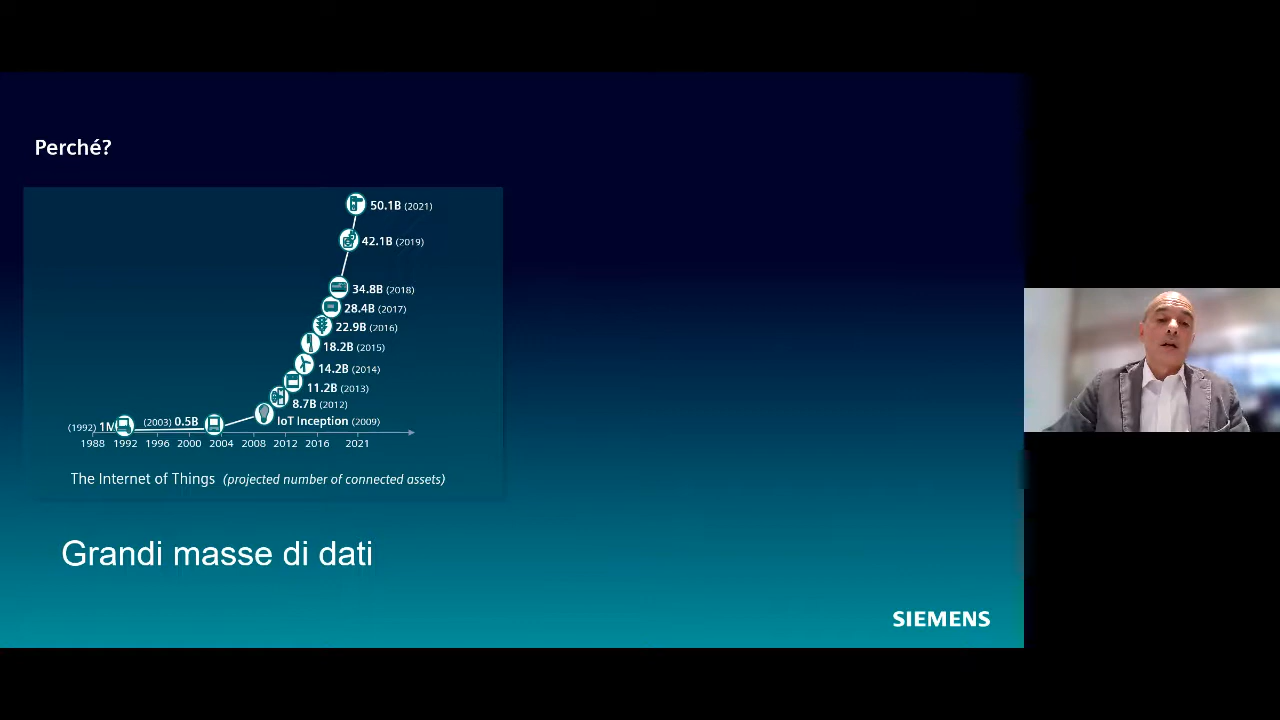 Perché?
50.1B (2021)
42.1B (2019)
34.8B (2018)
28.4B (2017)
22.9B (2016)
18.2B (2015)
14.2B (2014)
11.2B (2013)
8.7B (2012)
IoT Inception (2009)
(2003) 0.5B
(1992) 1M
1988 1992 1996 2000 2004 2008 2012 2016 2021
The Internet of Things (projected number of connected assets)
Grandi masse di dati
SIEMENS